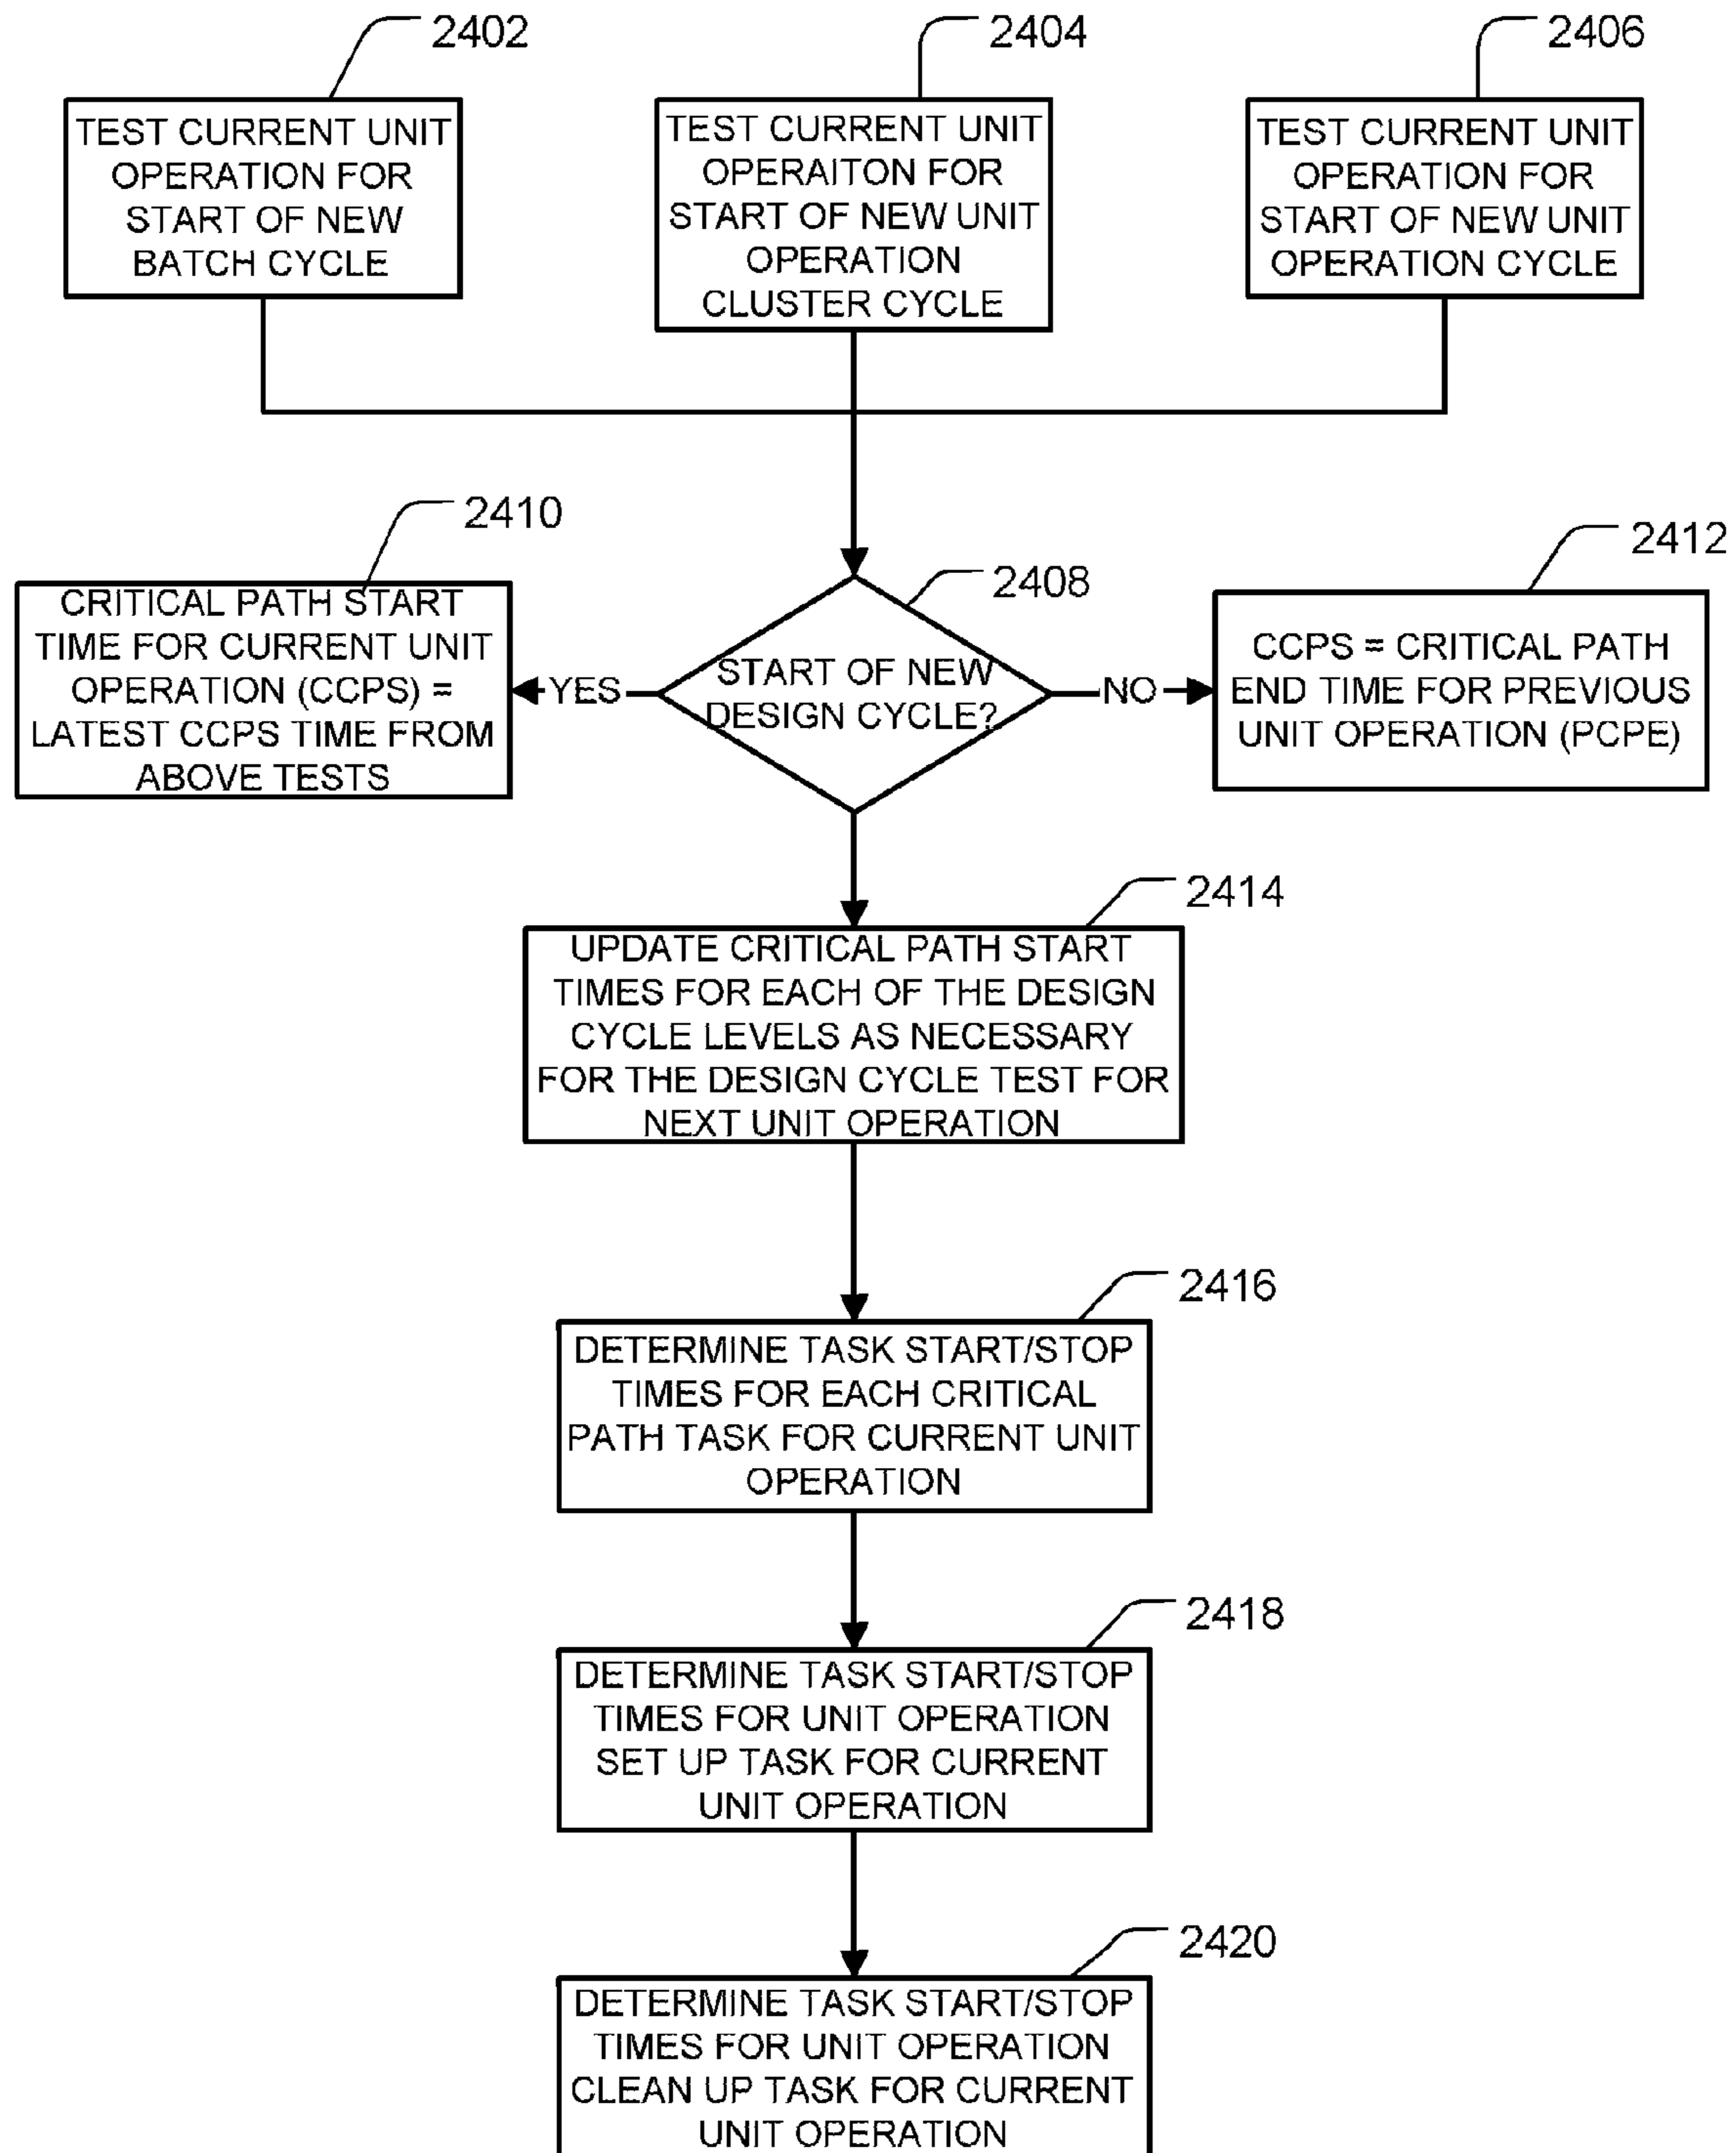 2402
TEST CURRENT UNIT
OPERATION FOR
START OF NEW
BATCH CYCLE
2404
TEST CURRENT UNIT
OPERAITON FOR
START OF NEW UNIT
OPERATION
CLUSTER CYCLE
2406
TEST CURRENT UNIT
OPERATION FOR
START OF NEW UNIT
OPERATION CYCLE
2408
START OF NEW
DESIGN CYCLE?
YES
2410
CRITICAL PATH START
TIME FOR CURRENT UNIT
OPERATION (CCPS) =
LATEST CCPS TIME FROM
ABOVE TESTS
NO
2412
CCPS = CRITICAL PATH
END TIME FOR PREVIOUS
UNIT OPERATION (PCPE)
2414
UPDATE CRITICAL PATH START
TIMES FOR EACH OF THE DESIGN
CYCLE LEVELS AS NECESSARY
FOR THE DESIGN CYCLE TEST FOR
NEXT UNIT OPERATION
2416
DETERMINE TASK START/STOP
TIMES FOR EACH CRITICAL
PATH TASK FOR CURRENT UNIT
OPERATION
2418
DETERMINE TASK START/STOP
TIMES FOR UNIT OPERATION
SET UP TASK FOR CURRENT
UNIT OPERATION
2420
DETERMINE TASK START/STOP
TIMES FOR UNIT OPERATION
CLEAN UP TASK FOR CURRENT
UNIT OPERATION